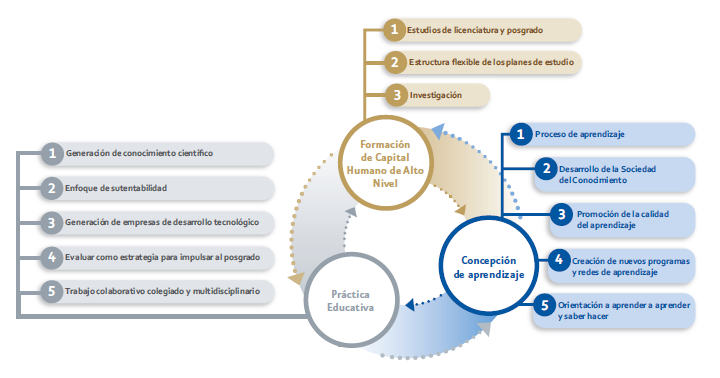 1 Estudios de licenciatura y posgrado
2 Estructura flexible de los planes de estudio
3 Investigación
Formación
de Capital
Humano de Alto
Nivel
1 Proceso de aprendizaje
2 Desarrollo de la Sociedad
del Conocimiento
3 Promoción de la calidad
del aprendizaje
4 Creación de nuevos programas
y redes de aprendizaje
5 Orientación a aprender a aprender
y saber hacer
Concepción
de aprendizaje
1 Generación de conocimiento científico
2 Enfoque de sutentabilidad
3 Generación de empresas de desarrollo tecnológico
4 Evaluar como estrategia para impulsar al posgrado
5 Trabajo colaborativo colegiado y multidisciplinario
Práctica
Educativa